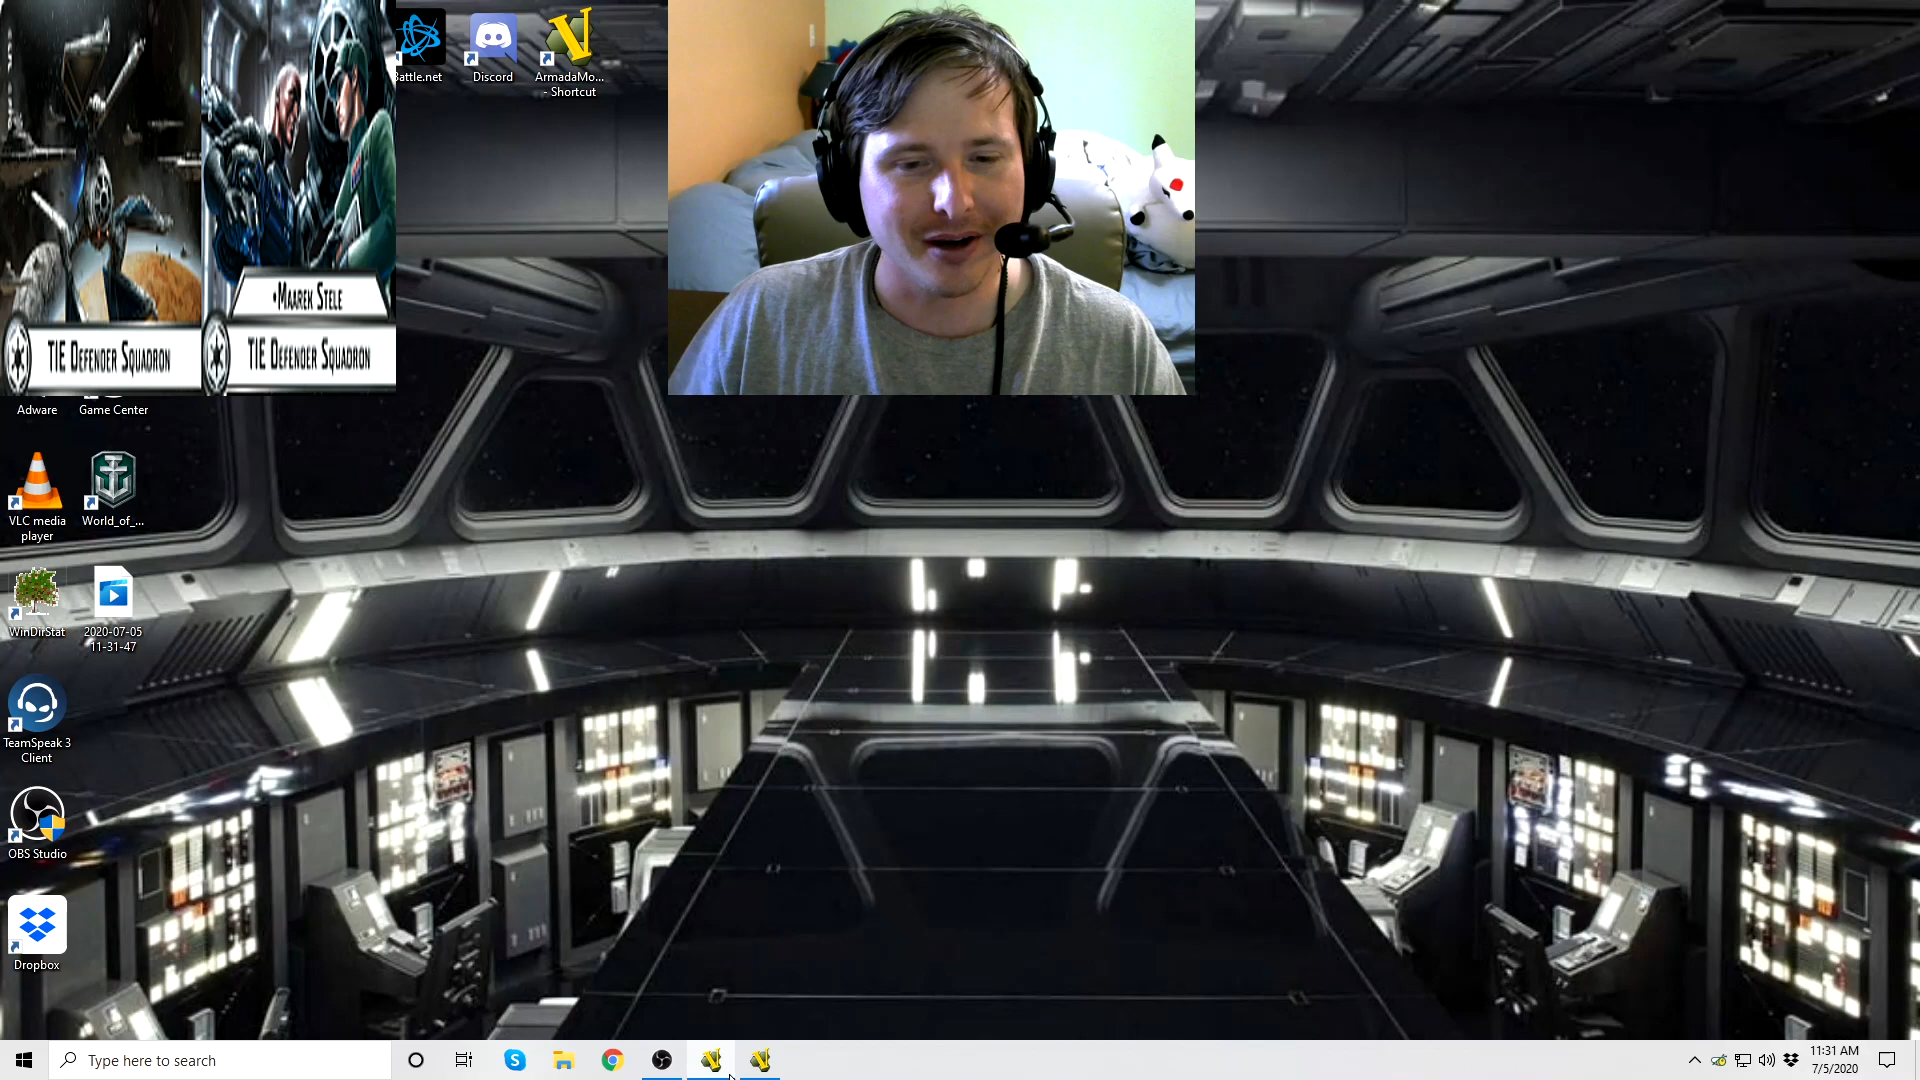 Battle.net
Discord
ArmadaMo...
- Shortcut
•Maarek Stele
TIE Defender Squadron
TIE Defender Squadron
Adware
Game Center
VLC media
player
World_of_...
WinDirStat
2020-07-05
11-31-47
TeamSpeak 3
Client
OBS Studio
Dropbox
Type here to search
11:31 AM
7/5/2020